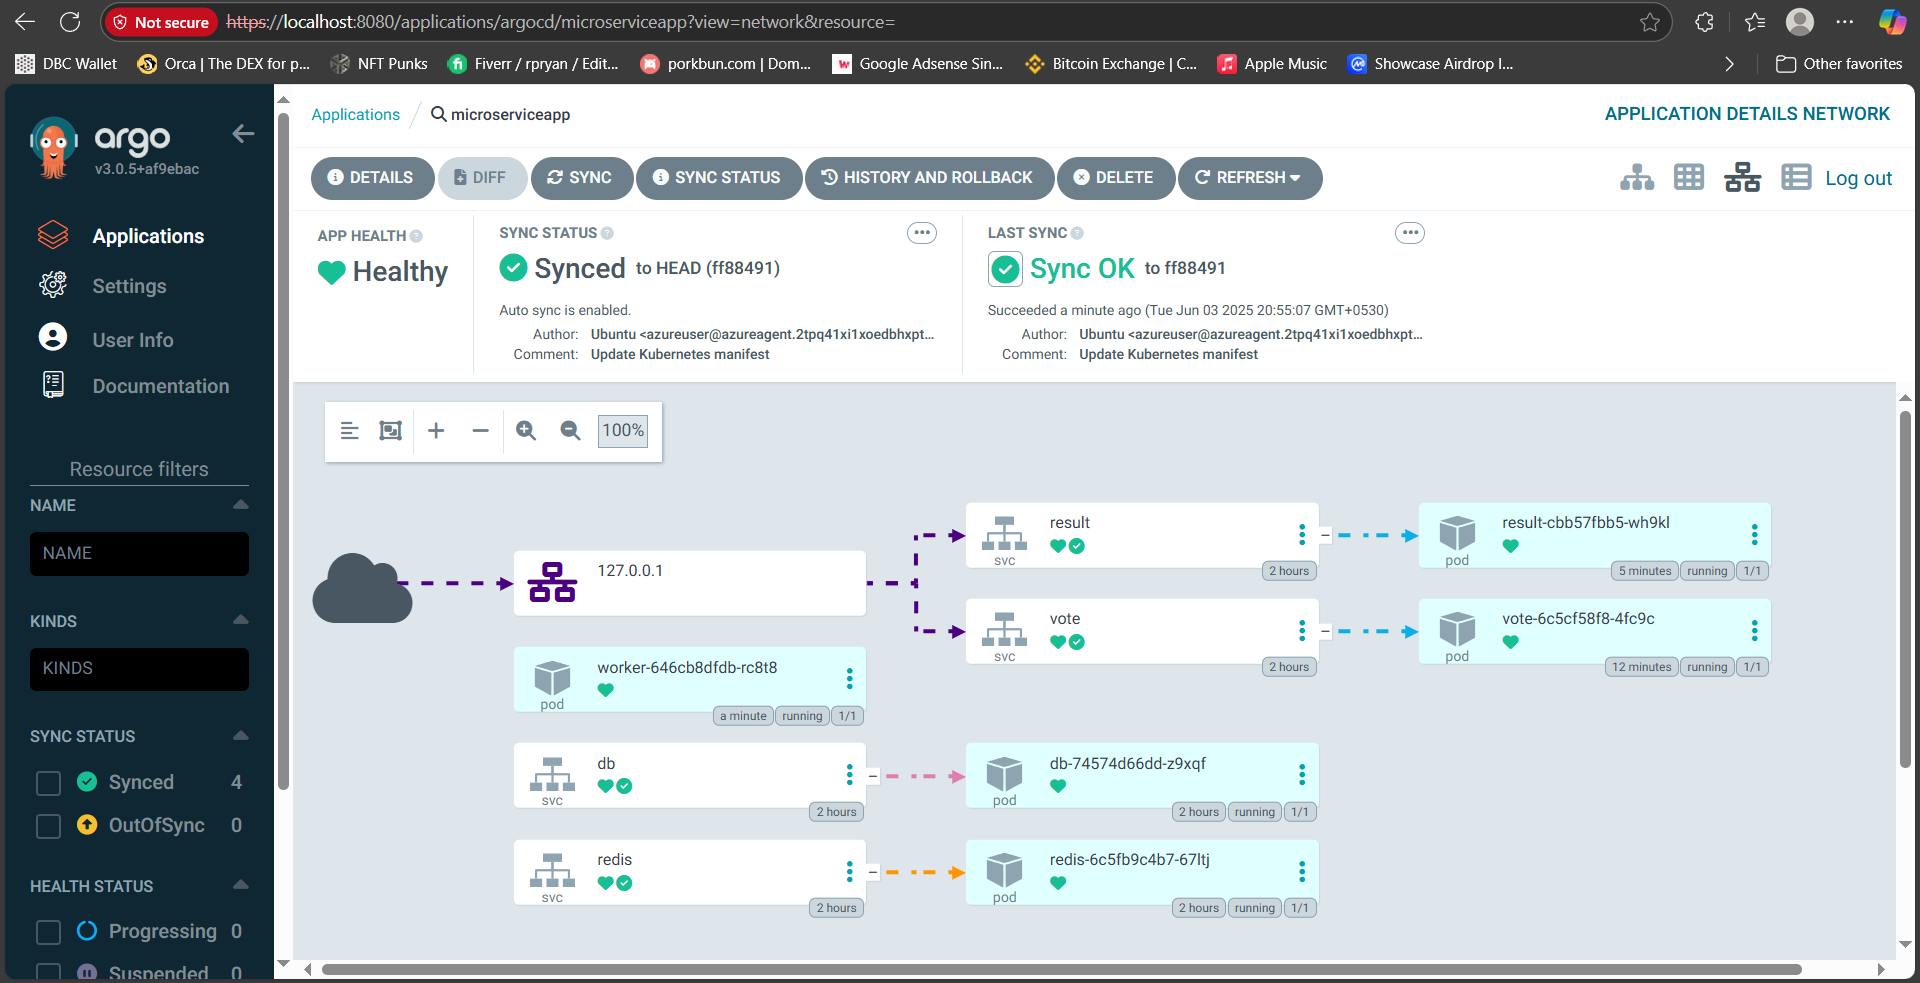 Not secure https://localhost:8080/applications/argocd/microserviceapp?view=network&resource=
DBC Wallet Orca | The DEX for p... NFT Punks Fiverr / rpryan / Edit... porkbun.com | Dom... Google Adsense Sin... Bitcoin Exchange | C... Apple Music Showcase Airdrop I... Other favorites
argo
v3.0.5+af9ebac
Applications
Settings
User Info
Documentation
Resource filters
NAME
NAME
KINDS
KINDS
SYNC STATUS
Synced 4
OutOfSync 0
HEALTH STATUS
Progressing 0
Suspended 0
Applications / microserviceapp
APPLICATION DETAILS NETWORK
DETAILS DIFF SYNC SYNC STATUS HISTORY AND ROLLBACK DELETE REFRESH
Log out
APP HEALTH
Healthy
SYNC STATUS
Synced to HEAD (ff88491)
Auto sync is enabled.
Author: Ubuntu <azureuser@azureagent.2tpq41xi1xoedbhxpt...
Comment: Update Kubernetes manifest
LAST SYNC
Sync OK to ff88491
Succeeded a minute ago (Tue Jun 03 2025 20:55:07 GMT+0530)
Author: Ubuntu <azureuser@azureagent.2tpq41xi1xoedbhxpt...
Comment: Update Kubernetes manifest
100%
127.0.0.1
result
svc
2 hours
result-cbb57fbb5-wh9kl
pod
5 minutes running 1/1
vote
svc
2 hours
vote-6c5cf58f8-4fc9c
pod
12 minutes running 1/1
worker-646cb8dfdb-rc8t8
pod
a minute running 1/1
db
svc
2 hours
db-74574d66dd-z9xqf
pod
2 hours running 1/1
redis
svc
2 hours
redis-6c5fb9c4b7-67ltj
pod
2 hours running 1/1